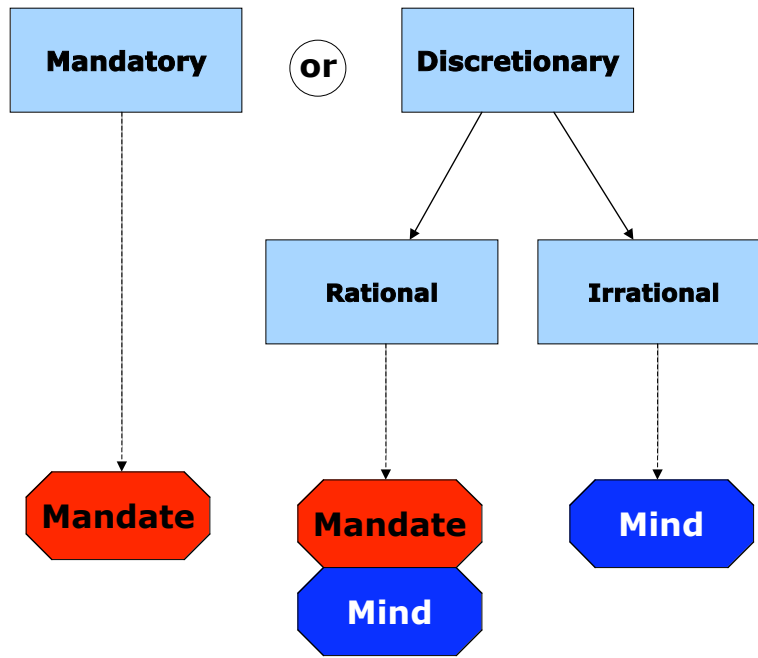 Mandatory
or
Discretionary
Rational
Irrational
Mandate
Mandate
Mind
Mind